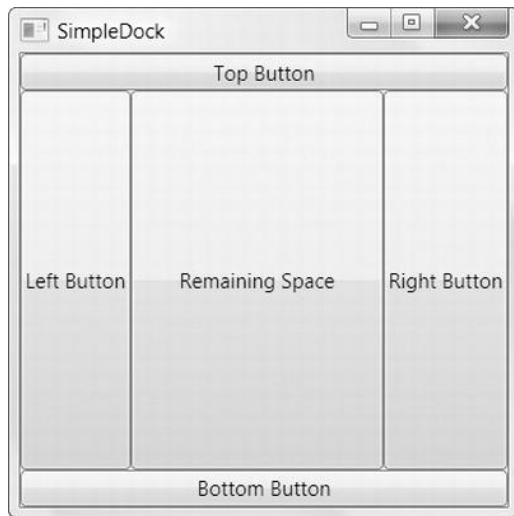 SimpleDock
Top Button
Left Button
Remaining Space
Right Button
Bottom Button